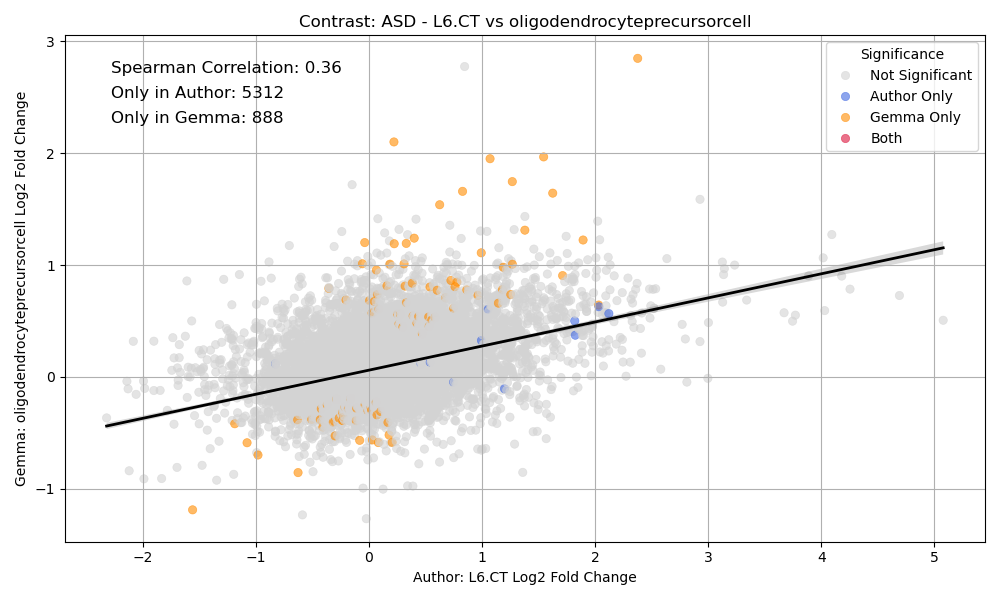 Contrast: ASD - L6.CT vs oligodendrocyteprecursorcell
Spearman Correlation: 0.36
Only in Author: 5312
Only in Gemma: 888
Significance
Not Significant
Author Only
Gemma Only
Both
Gemma: oligodendrocyteprecursorcell Log2 Fold Change
3
2
1
0
−1
−2
−1
0
1
2
3
4
5
Author: L6.CT Log2 Fold Change